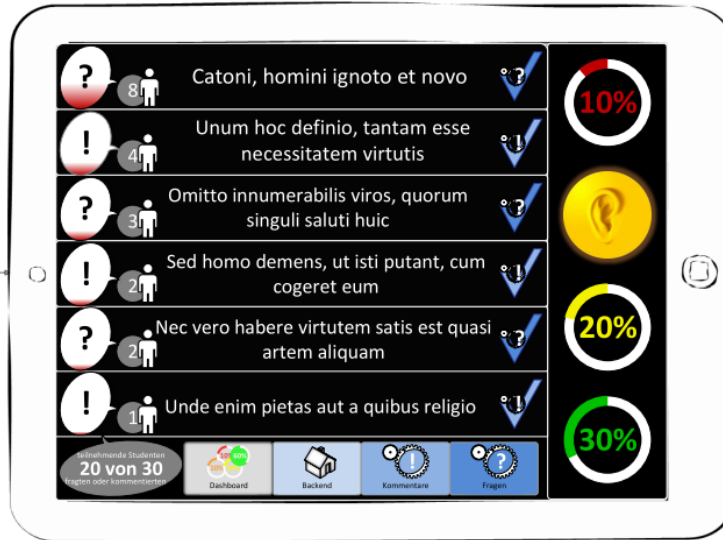 ?
8
Catoni, homini ignoto et novo
?
10%
!
4
Unum hoc definio, tantam esse
necessitatem virtutis
!
?
3
Omitto innumerabilis viros, quorum
singuli saluti huic
?
!
2
Sed homo demens, ut isti putant, cum
cogeret eum
!
20%
?
2
Nec vero habere virtutem satis est quasi
artem aliquam
?
!
1
Unde enim pietas aut a quibus religio
!
30%
teilnehmende Studenten
20 von 30
fragten oder kommentierten
10% 60%
Dashboard
Backend
!
Kommentare
?
Fragen